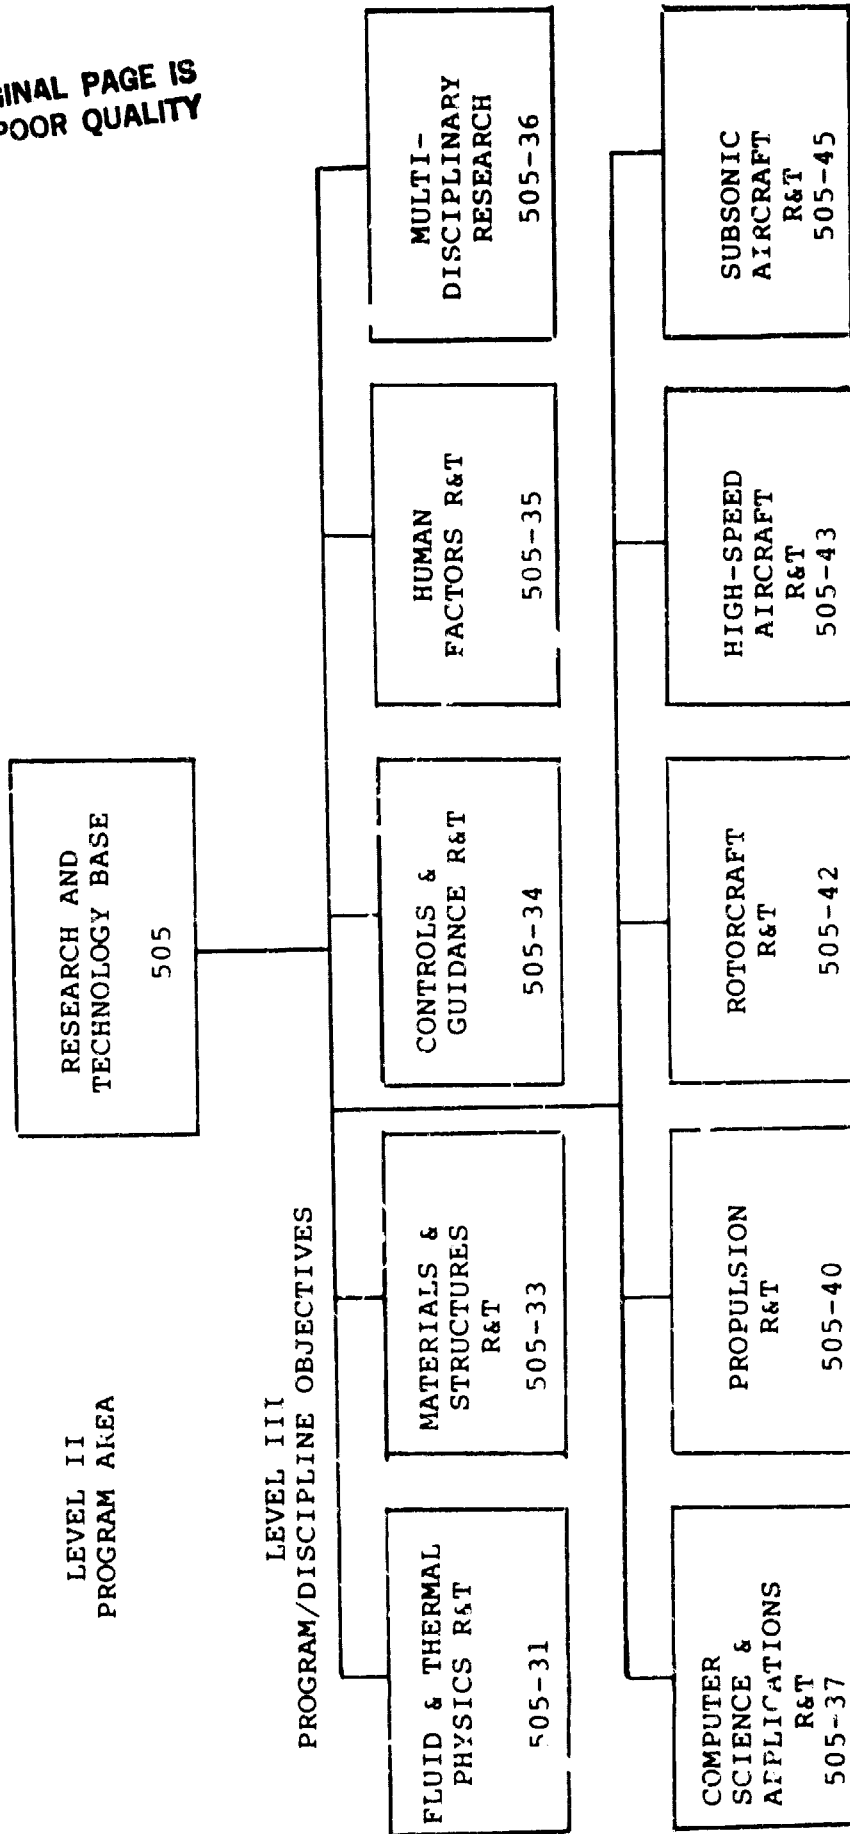 GINAL PAGE IS
POOR QUALITY
LEVEL II
PROGRAM AREA
RESEARCH AND
TECHNOLOGY BASE
505
LEVEL III
PROGRAM/DISCIPLINE OBJECTIVES
FLUID & THERMAL
PHYSICS R&T
505-31
MATERIALS &
STRUCTURES
R&T
505-33
CONTROLS &
GUIDANCE R&T
505-34
HUMAN
FACTORS R&T
505-35
MULTI-
DISCIPLINARY
RESEARCH
505-36
COMPUTER
SCIENCE &
APPLICATIONS
R&T
505-37
PROPULSION
R&T
505-40
ROTORCRAFT
R&T
505-42
HIGH-SPEED
AIRCRAFT
R&T
505-43
SUBSONIC
AIRCRAFT
R&T
505-45